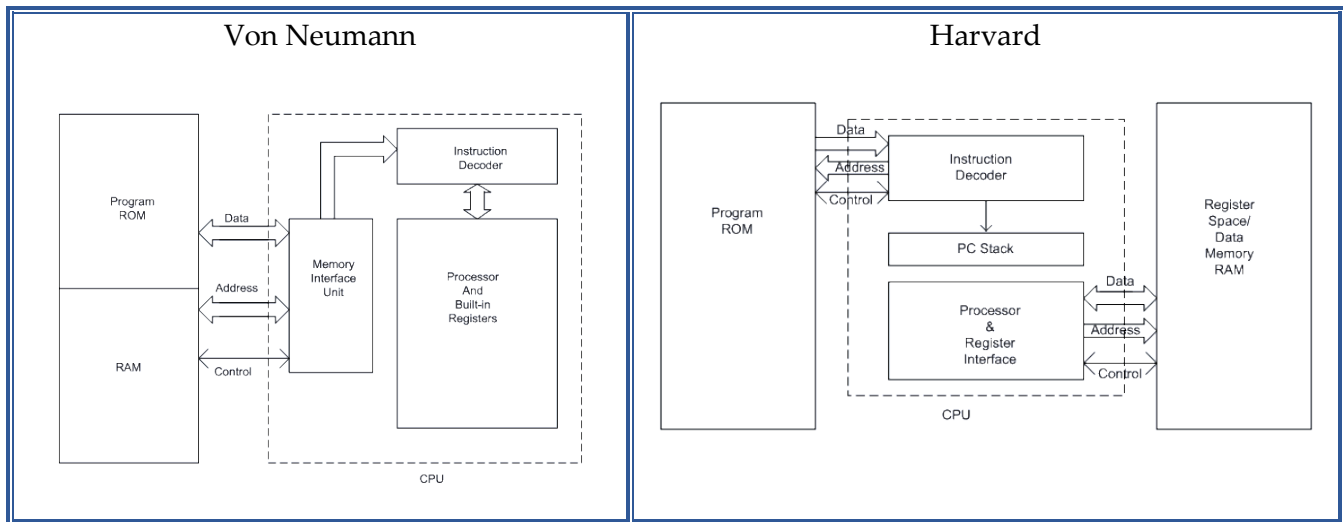 Von Neumann
Program
ROM
RAM
Data
Address
Control
Memory
Interface
Unit
Instruction
Decoder
Processor
And
Built-in
Registers
CPU
Harvard
Program
ROM
Data
Address
Control
Instruction
Decoder
PC Stack
Processor
&
Register
Interface
CPU
Data
Address
Control
Register
Space/
Data
Memory
RAM